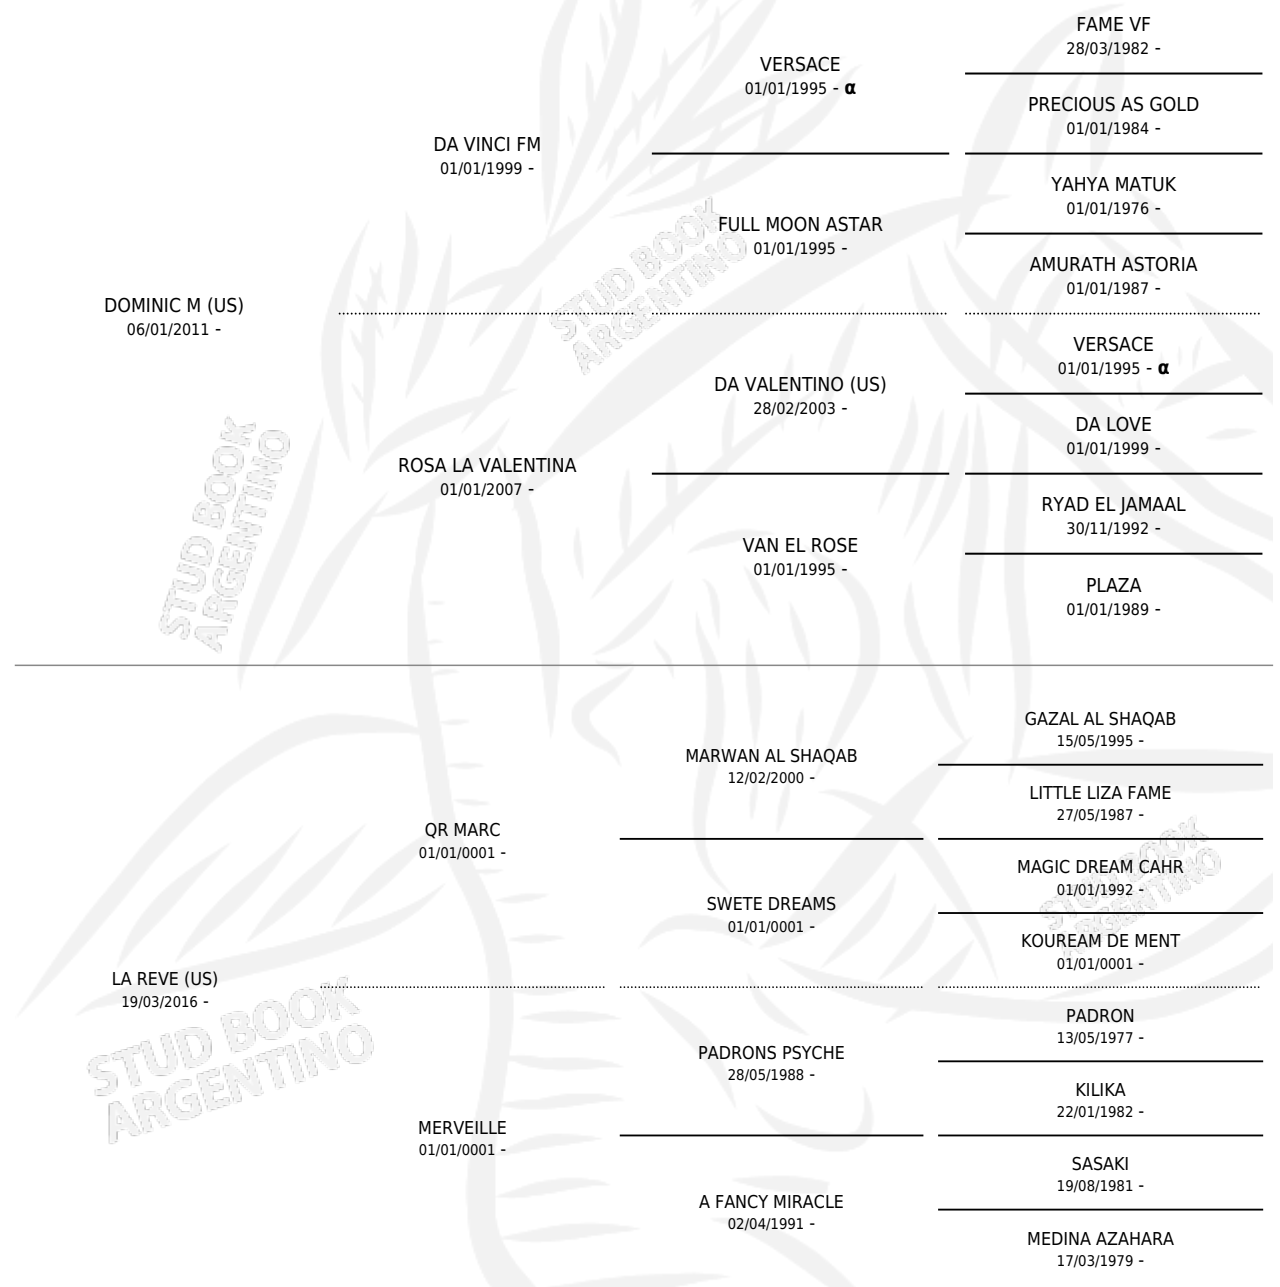 FAME VF
28/03/1982 -
VERSACE
01/01/1995 - α
PRECIOUS AS GOLD
01/01/1984 -
DA VINCI FM
01/01/1999 -
YAHYA MATUK
01/01/1976 -
FULL MOON ASTAR
01/01/1995 -
AMURATH ASTORIA
01/01/1987 -
DOMINIC M (US)
06/01/2011 -
VERSACE
01/01/1995 - α
DA VALENTINO (US)
28/02/2003 -
DA LOVE
01/01/1999 -
ROSA LA VALENTINA
01/01/2007 -
RYAD EL JAMAAL
30/11/1992 -
VAN EL ROSE
01/01/1995 -
PLAZA
01/01/1989 -
GAZAL AL SHAQAB
15/05/1995 -
MARWAN AL SHAQAB
12/02/2000 -
LITTLE LIZA FAME
27/05/1987 -
QR MARC
01/01/0001 -
MAGIC DREAM CAHR
01/01/1992 -
SWETE DREAMS
01/01/0001 -
KOUREAM DE MENT
01/01/0001 -
LA REVE (US)
19/03/2016 -
PADRON
13/05/1977 -
PADRONS PSYCHE
28/05/1988 -
KILIKA
22/01/1982 -
MERVEILLE
01/01/0001 -
SASAKI
19/08/1981 -
A FANCY MIRACLE
02/04/1991 -
MEDINA AZAHARA
17/03/1979 -
STUD BOOK
ARGENTINO
STUD BOOK
ARGENTINO
STUD BOOK
ARGENTINO
STUD BOOK
ARGENTINO